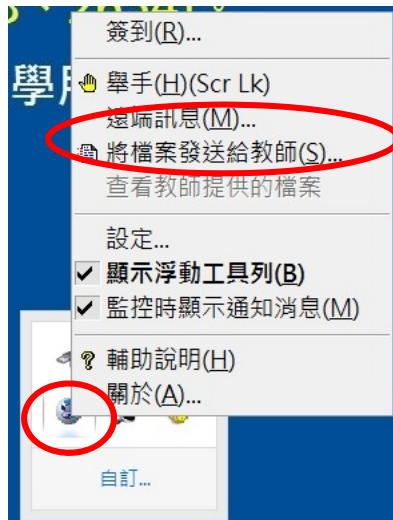 學
簽到(R)...
舉手(H)(Scr Lk)
遠端訊息(M)...
將檔案發送給教師(S)...
查看教師提供的檔案
設定...
顯示浮動工具列(B)
監控時顯示通知消息(M)
輔助說明(H)
關於(A)...
自訂...